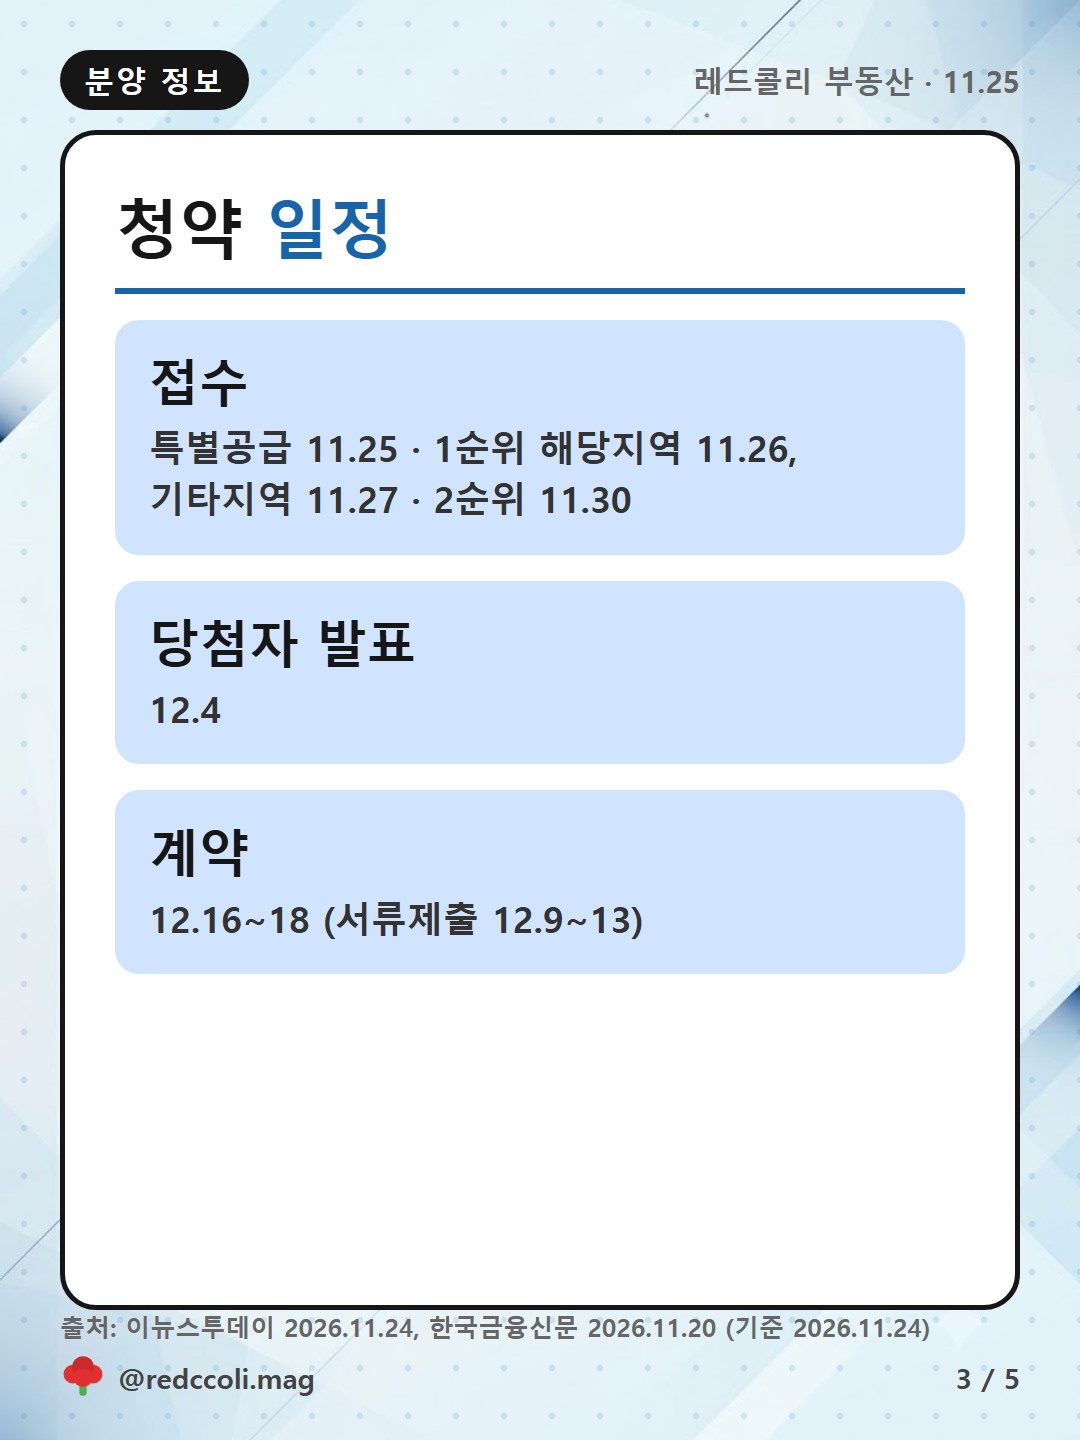 분양 정보
레드콜리 부동산 · 11.25
청약 일정
접수
특별공급 11.25 · 1순위 해당지역 11.26,
기타지역 11.27 · 2순위 11.30
당첨자 발표
12.4
계약
12.16~18 (서류제출 12.9~13)
출처: 이뉴스투데이 2026.11.24, 한국금융신문 2026.11.20 (기준 2026.11.24)
@redccoli.mag
3 / 5